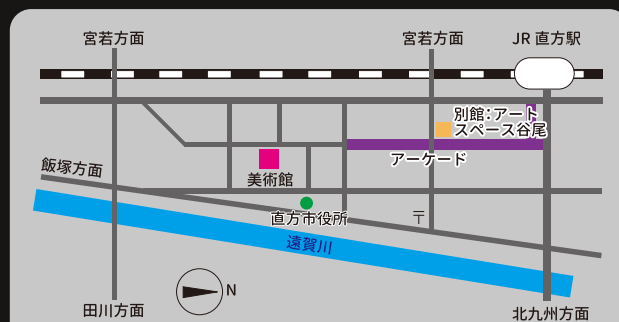 宮若方面
宮若方面
JR 直方駅
別館：アート
スペース谷尾
アーケード
飯塚方面
美術館
直方市役所
〒
遠賀川
N
田川方面
北九州方面